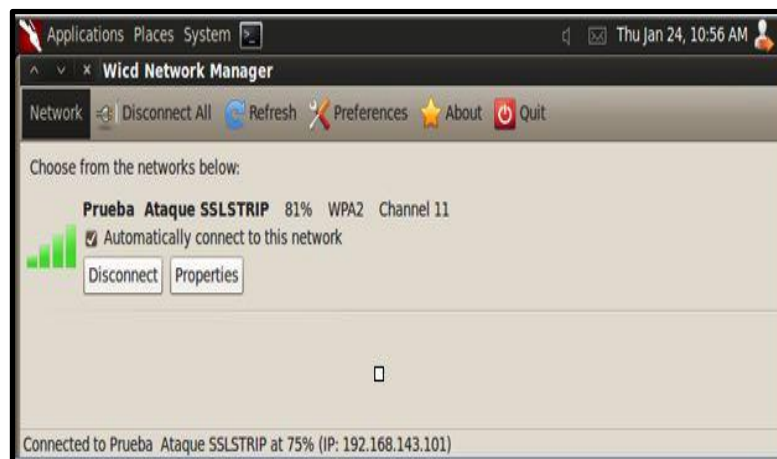 Applications Places System Thu Jan 24, 10:56 AM
Wicd Network Manager
Network Disconnect All Refresh Preferences About Quit
Choose from the networks below:
Prueba Ataque SSLSTRIP 81% WPA2 Channel 11
Automatically connect to this network
Disconnect Properties
Connected to Prueba Ataque SSLSTRIP at 75% (IP: 192.168.143.101)